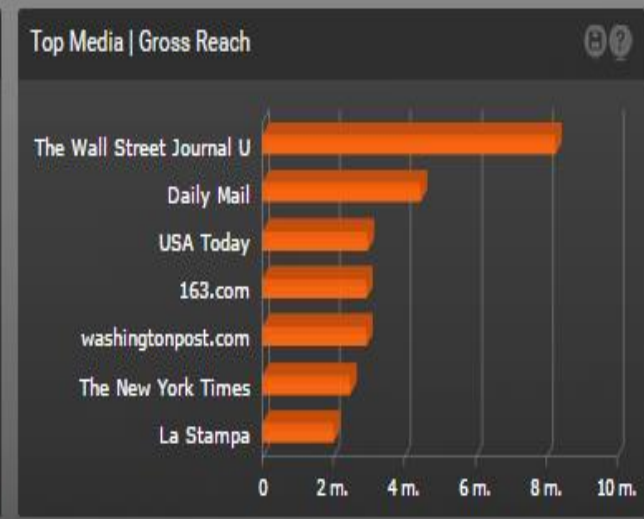 Top Media | Gross Reach
The Wall Street Journal U
Daily Mail
USA Today
163.com
washingtonpost.com
The New York Times
La Stampa
0 2 m. 4 m. 6 m. 8 m. 10 m.